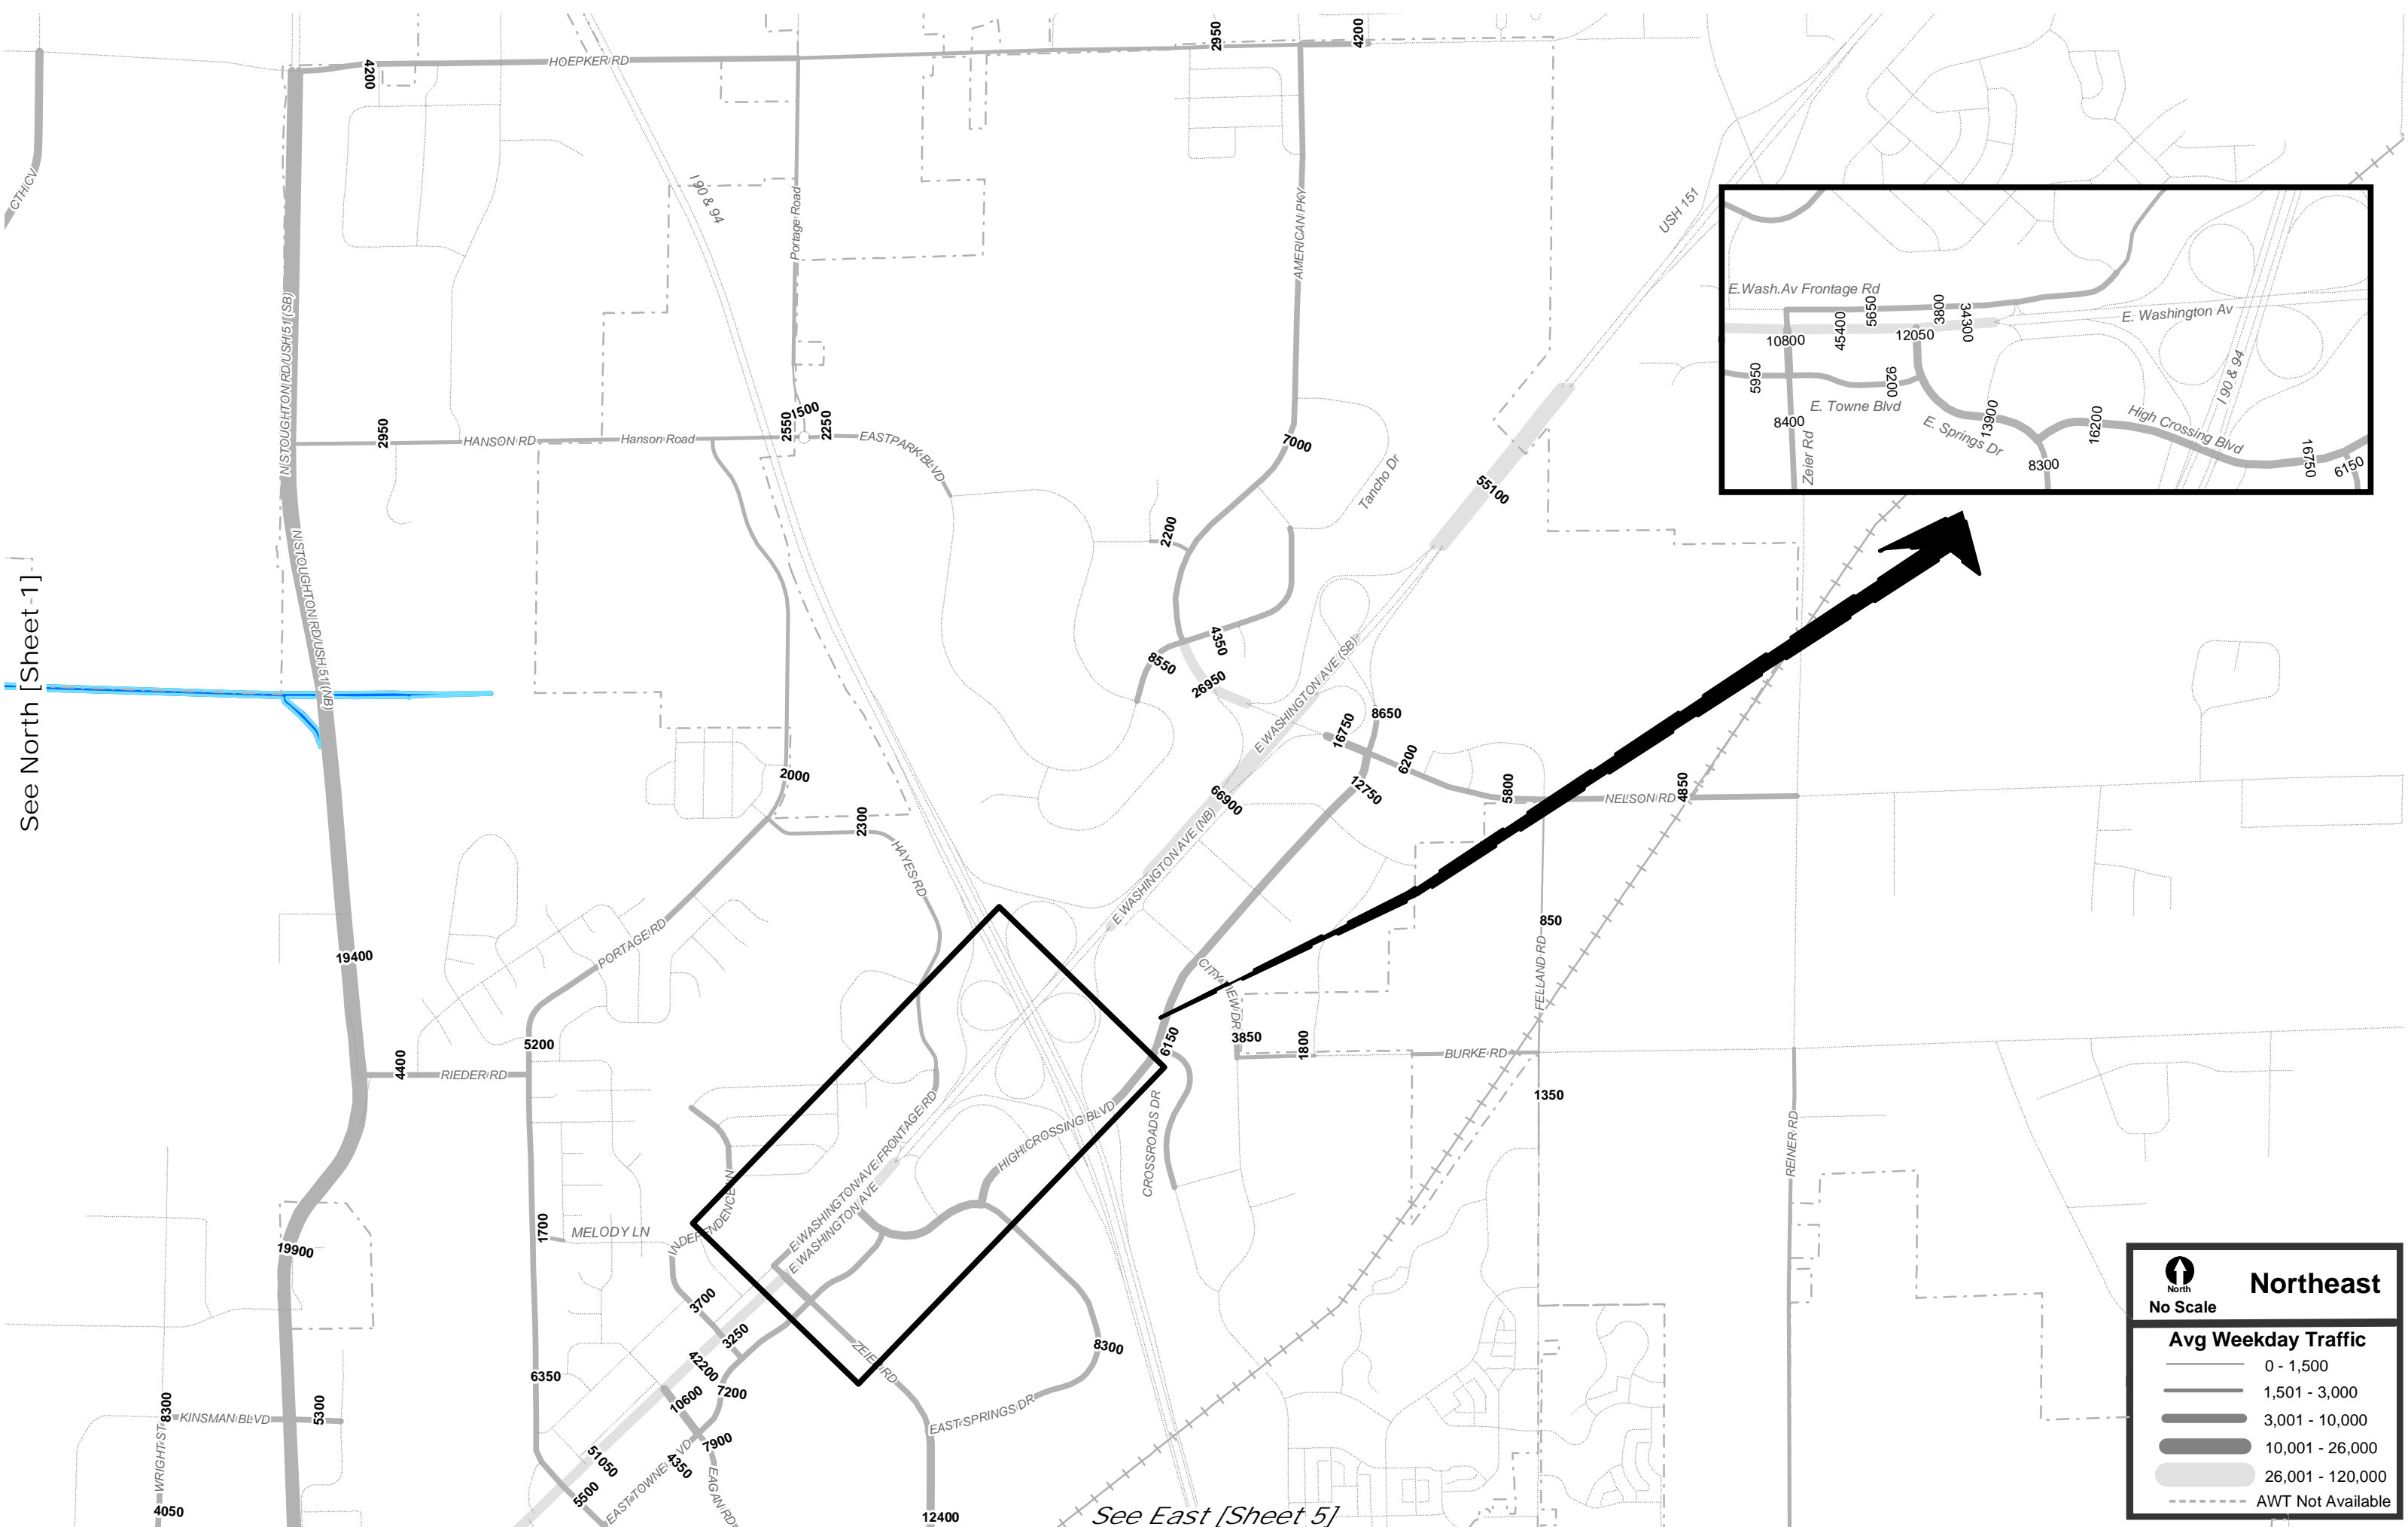 2950
4200
4200
HOEPKER RD
CTH CV
I 90 & 94
Portage Road
AMERICAN PKY
USH 151
N STOUGHTON RD/USH 51 (SB)
E.Wash.Av Frontage Rd
5650
3800
34300
45400
E. Washington Av
10800
12050
5950
9200
E. Towne Blvd
8400
Zeier Rd
E. Springs Dr
13900
16200
High Crossing Blvd
8300
16750
6150
I 90 & 94
2950
HANSON RD
Hanson Road
2550
1500
2250
EASTPARK BLVD
7000
Tancho Dr
55100
2200
N STOUGHTON RD/USH 51 (NB)
See North [Sheet 1]
4350
8550
26950
E WASHINGTON AVE (SB)
16750
8650
6200
12750
5800
NELSON RD
4850
66900
E WASHINGTON AVE (NB)
2000
2300
HAYES RD
PORTAGE RD
19400
850
FELLAND RD
CITY VIEW DR
3850
1800
BURKE RD
6150
1350
5200
4400
RIEDER RD
HIGH CROSSING BLVD
CROSSROADS DR
REINER RD
E WASHINGTON AVE FRONTAGE RD
E WASHINGTON AVE
INDEPENDENCE LN
1700
MELODY LN
19900
3700
3250
42200
ZEIER RD
8300
6350
10600
7200
EAST SPRINGS DR
8300
KINSMAN BLVD
5300
WRIGHT ST
4050
51050
5500
7900
4350
EAGAN RD
12400
See East [Sheet 5]
North
No Scale
Northeast
Avg Weekday Traffic
0 - 1,500
1,501 - 3,000
3,001 - 10,000
10,001 - 26,000
26,001 - 120,000
AWT Not Available